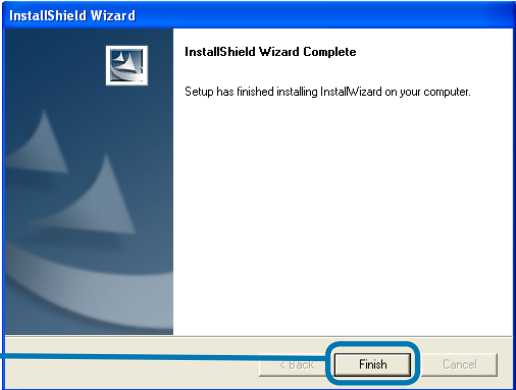 InstallShield Wizard
InstallShield Wizard Complete
Setup has finished installing InstallWizard on your computer.
< Back Finish Cancel